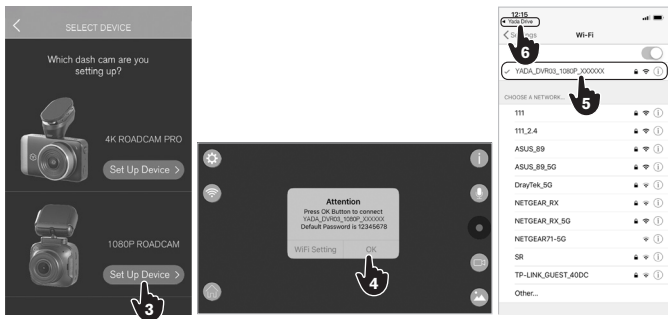 SELECT DEVICE
Which dash cam are you
setting up?
4K ROADCAM PRO
Set Up Device >
1080P ROADCAM
Set Up Device >
3
Attention
Press OK Button to connect
YADA_DVR03_1080P_XXXXXX
Default Password is 12345678
WiFi Setting
OK
4
12:15
Yada Drive
Wi-Fi
6
YADA_DVR03_1080P_XXXXXX
5
CHOOSE A NETWORK...
111
111_2.4
ASUS_89
ASUS_89_5G
DrayTek_5G
NETGEAR_RX
NETGEAR_RX_5G
NETGEAR71-5G
SR
TP-LINK_GUEST_40DC
Other...